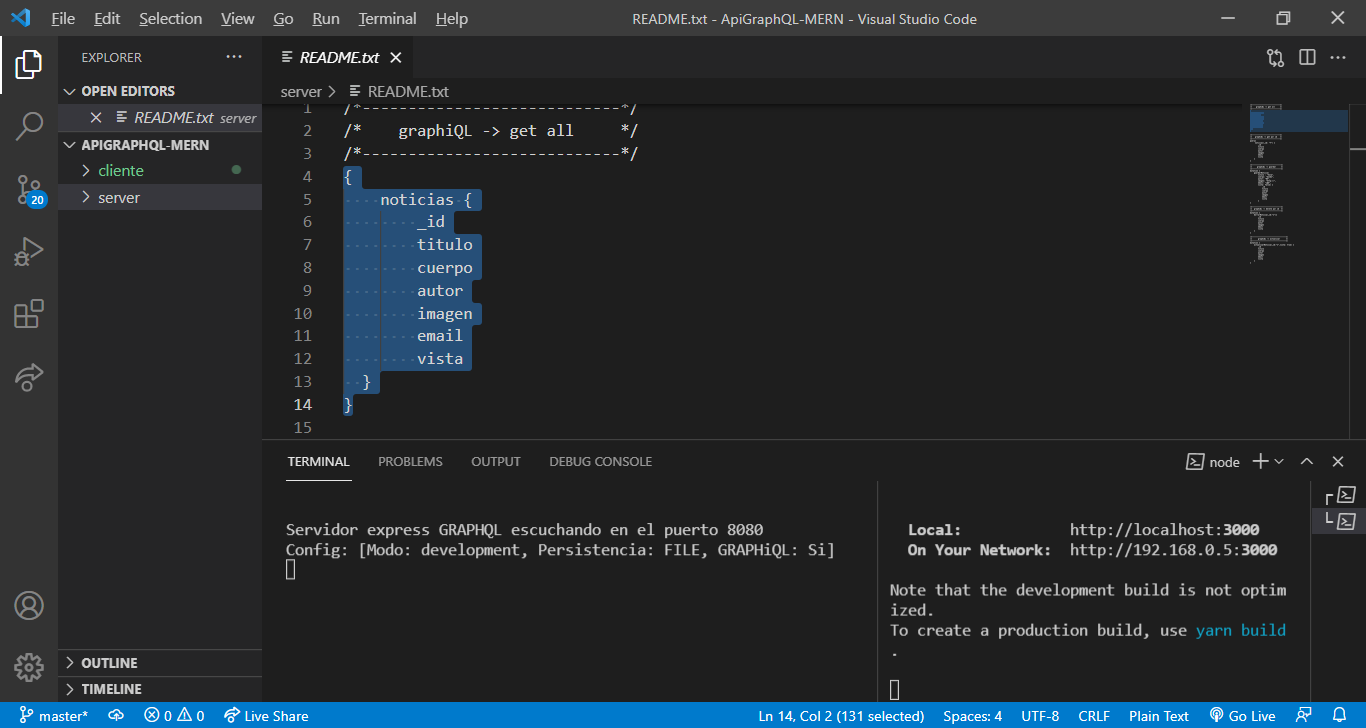 File Edit Selection View Go Run Terminal Help README.txt - ApiGraphQL-MERN - Visual Studio Code
EXPLORER
OPEN EDITORS
README.txt server
APIGRAPHQL-MERN
cliente
server
20
OUTLINE
TIMELINE
README.txt
server > README.txt
1 /*----------------------------*/
2 /* graphiQL -> get all */
3 /*----------------------------*/
4 {
5 noticias {
6 _id
7 titulo
8 cuerpo
9 autor
10 imagen
11 email
12 vista
13 }
14 }
15
TERMINAL PROBLEMS OUTPUT DEBUG CONSOLE
node
Servidor express GRAPHQL escuchando en el puerto 8080
Config: [Modo: development, Persistencia: FILE, GRAPHiQL: Si]
Local: http://localhost:3000
On Your Network: http://192.168.0.5:3000
Note that the development build is not optim
ized.
To create a production build, use yarn build
.
master* 0 0 Live Share Ln 14, Col 2 (131 selected) Spaces: 4 UTF-8 CRLF Plain Text Go Live